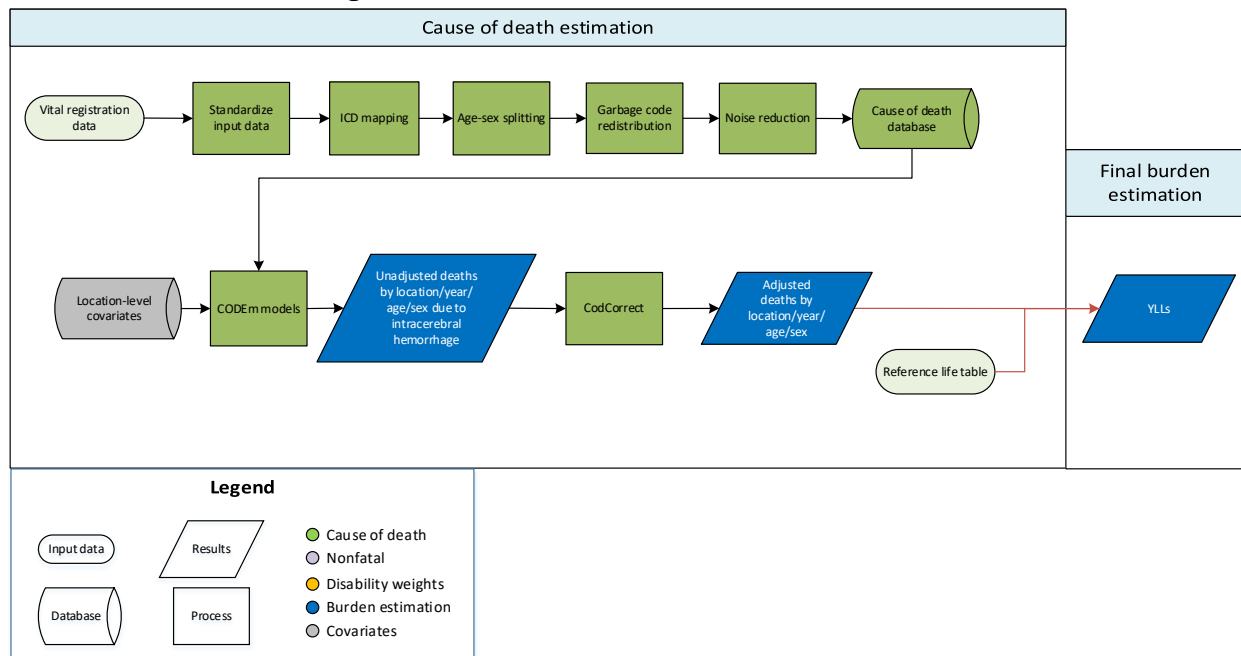 Cause of death estimation
Vital registration
data
Standardize
input data
ICD mapping
Age-sex splitting
Garbage code
redistribution
Noise reduction
Cause of death
database
Final burden
estimation
Location-level
covariates
CODEm models
Unadjusted deaths
by location/year/
age/sex due to
intracerebral
hemorrhage
CodCorrect
Adjusted
deaths by
location/year/
age/sex
YLLs
Reference life table
Legend
Input data
Results
Database
Process
Cause of death
Nonfatal
Disability weights
Burden estimation
Covariates